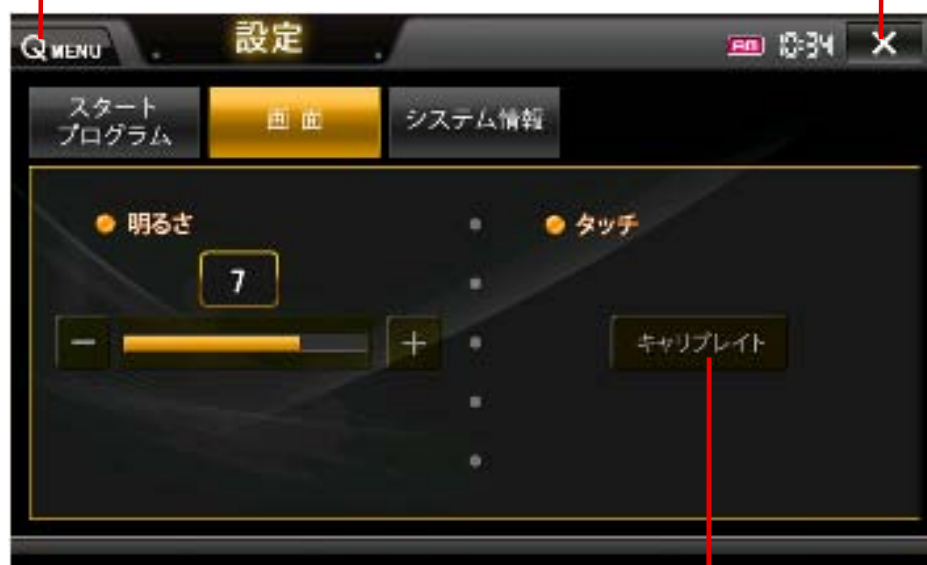 Q MENU
設定
AM 10:34 X
スタート
プログラム
画面
システム情報
明るさ
タッチ
7
− +
キャリブレイト